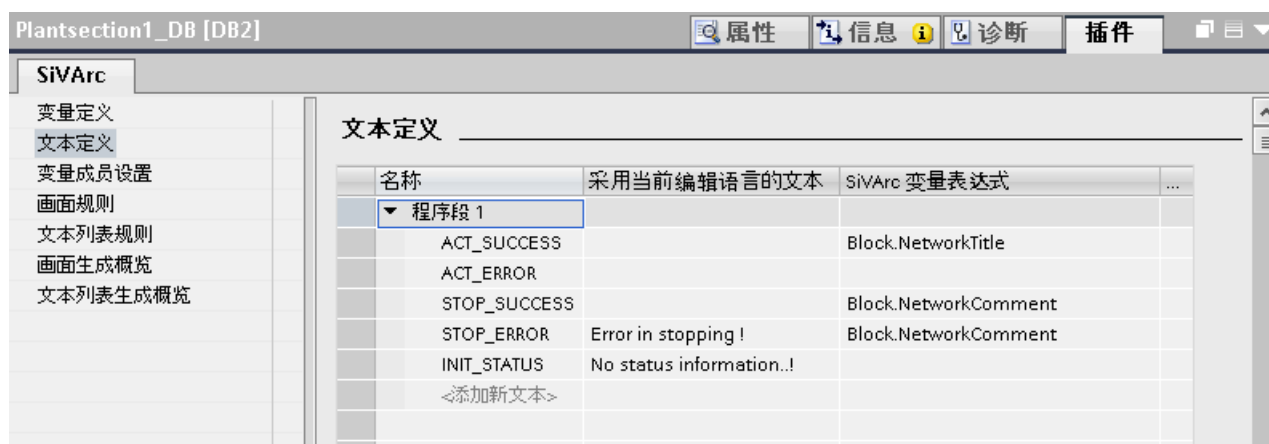 Plantsection1_DB [DB2]
属性 信息 诊断 插件
SiVArc
变量定义
文本定义
变量成员设置
画面规则
文本列表规则
画面生成概览
文本列表生成概览
文本定义
名称 采用当前编辑语言的文本 SiVArc 变量表达式 ...
程序段 1
ACT_SUCCESS Block.NetworkTitle
ACT_ERROR
STOP_SUCCESS Block.NetworkComment
STOP_ERROR Error in stopping ! Block.NetworkComment
INIT_STATUS No status information..!
<添加新文本>